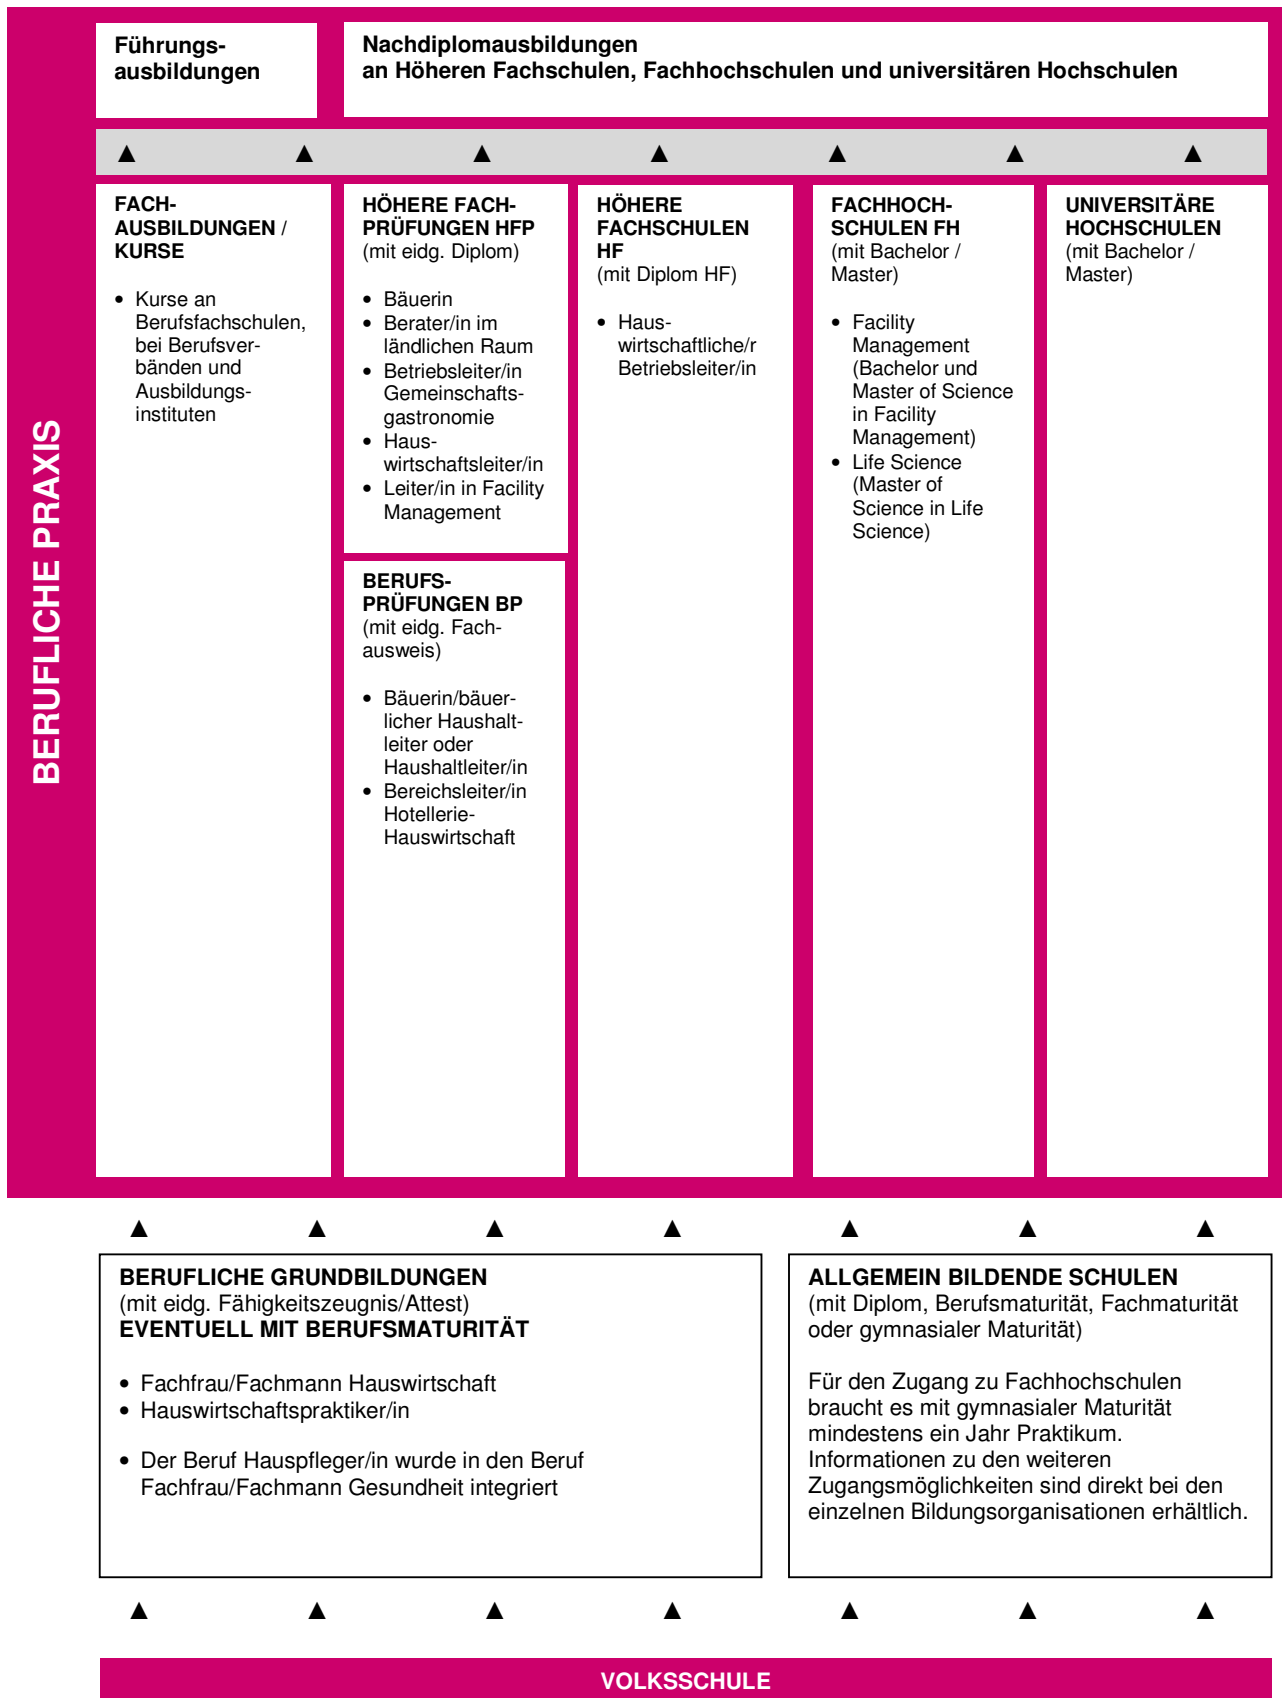 BERUFLICHE PRAXIS
Führungs-
ausbildungen
Nachdiplomausbildungen
an Höheren Fachschulen, Fachhochschulen und universitären Hochschulen
▲ ▲ ▲ ▲ ▲ ▲ ▲
FACH-
AUSBILDUNGEN /
KURSE
• Kurse an
Berufsfachschulen,
bei Berufsver-
bänden und
Ausbildungs-
instituten
HÖHERE FACH-
PRÜFUNGEN HFP
(mit eidg. Diplom)
• Bäuerin
• Berater/in im
ländlichen Raum
• Betriebsleiter/in
Gemeinschafts-
gastronomie
• Haus-
wirtschaftsleiter/in
• Leiter/in in Facility
Management
BERUFS-
PRÜFUNGEN BP
(mit eidg. Fach-
ausweis)
• Bäuerin/bäuer-
licher Haushalt-
leiter oder
Haushaltleiter/in
• Bereichsleiter/in
Hotellerie-
Hauswirtschaft
HÖHERE
FACHSCHULEN
HF
(mit Diplom HF)
• Haus-
wirtschaftliche/r
Betriebsleiter/in
FACHHOCH-
SCHULEN FH
(mit Bachelor /
Master)
• Facility
Management
(Bachelor und
Master of Science
in Facility
Management)
• Life Science
(Master of
Science in Life
Science)
UNIVERSITÄRE
HOCHSCHULEN
(mit Bachelor /
Master)
▲ ▲ ▲ ▲ ▲ ▲ ▲
BERUFLICHE GRUNDBILDUNGEN
(mit eidg. Fähigkeitszeugnis/Attest)
EVENTUELL MIT BERUFSMATURITÄT
• Fachfrau/Fachmann Hauswirtschaft
• Hauswirtschaftspraktiker/in
• Der Beruf Hauspfleger/in wurde in den Beruf
Fachfrau/Fachmann Gesundheit integriert
ALLGEMEIN BILDENDE SCHULEN
(mit Diplom, Berufsmaturität, Fachmaturität
oder gymnasialer Maturität)
Für den Zugang zu Fachhochschulen
braucht es mit gymnasialer Maturität
mindestens ein Jahr Praktikum.
Informationen zu den weiteren
Zugangsmöglichkeiten sind direkt bei den
einzelnen Bildungsorganisationen erhältlich.
▲ ▲ ▲ ▲ ▲ ▲ ▲
VOLKSSCHULE